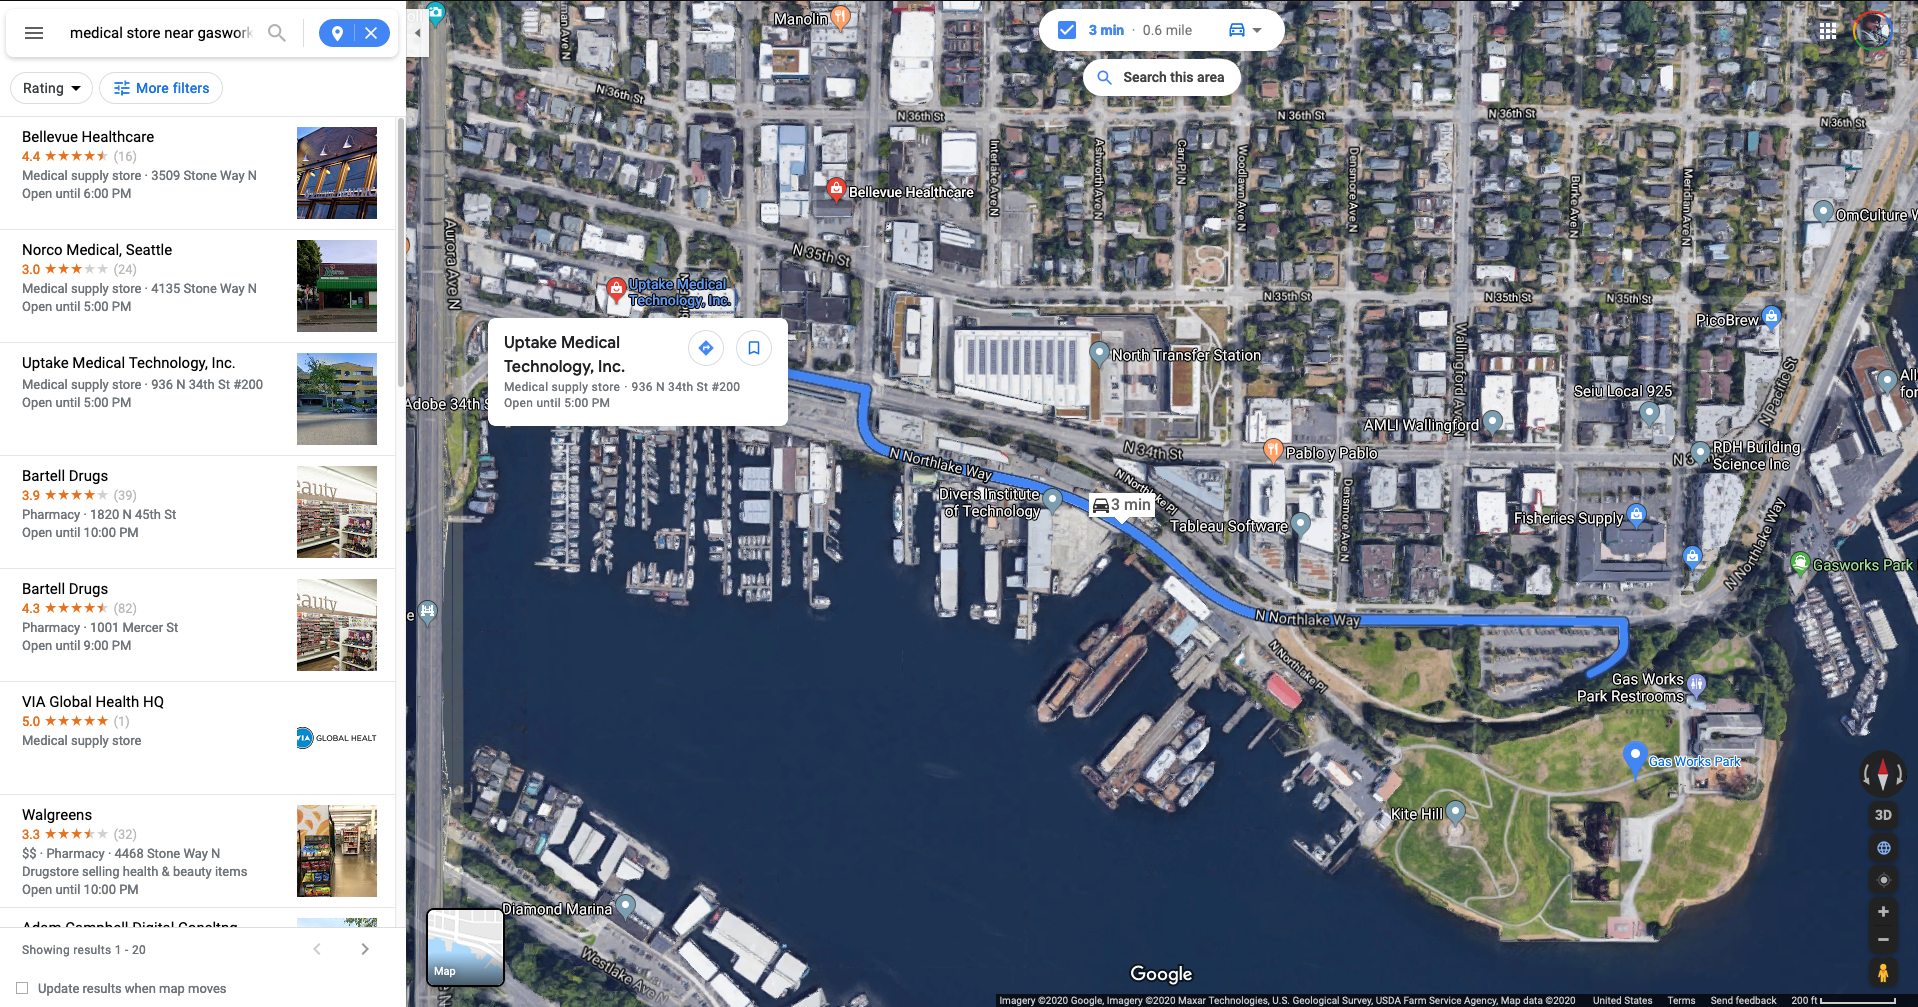 medical store near gaswork
Rating
More filters
Bellevue Healthcare
4.4 (16)
Medical supply store · 3509 Stone Way N
Open until 6:00 PM
Norco Medical, Seattle
3.0 (24)
Medical supply store · 4135 Stone Way N
Open until 5:00 PM
Uptake Medical Technology, Inc.
Medical supply store · 936 N 34th St #200
Open until 5:00 PM
Bartell Drugs
3.9 (39)
Pharmacy · 1820 N 45th St
Open until 10:00 PM
Bartell Drugs
4.3 (82)
Pharmacy · 1001 Mercer St
Open until 9:00 PM
VIA Global Health HQ
5.0 (1)
Medical supply store
VIA GLOBAL HEALT
Walgreens
3.3 (32)
$$ · Pharmacy · 4468 Stone Way N
Drugstore selling health & beauty items
Open until 10:00 PM
Adam Campbell Digital Consltng
Showing results 1 - 20
Update results when map moves
3 min · 0.6 mile
Search this area
Manolin
N 36th St
N 36th St
N 36th St
N 36th St
N 36th St
Bellevue Healthcare
Interlake Ave N
Ashworth Ave N
Carr Pl N
Woodlawn Ave N
Densmore Ave N
Burke Ave N
Meridian Ave N
OmCulture W
Aurora Ave N
N 35th St
Uptake Medical
Technology, Inc.
N 35th St
N 35th St
N 35th St
PicoBrew
Uptake Medical
Technology, Inc.
Medical supply store · 936 N 34th St #200
Open until 5:00 PM
North Transfer Station
Wallingford Ave N
N Pacific St
All
for
Seiu Local 925
Adobe 34th S
AMLI Wallingford
N 34th St
Pablo y Pablo
RDH Building
Science Inc
N Northlake Way
N Northlake Pl
Divers Institute
of Technology
3 min
Tableau Software
Densmore Ave N
Fisheries Supply
N Northlake Way
Gasworks Park
e
N Northlake Way
N Northlake Pl
Gas Works
Park Restrooms
Gas Works Park
Kite Hill
3D
Diamond Marina
Westlake Ave N
Map
Google
Imagery ©2020 Google, Imagery ©2020 Maxar Technologies, U.S. Geological Survey, USDA Farm Service Agency, Map data ©2020
United States
Terms
Send feedback
200 ft